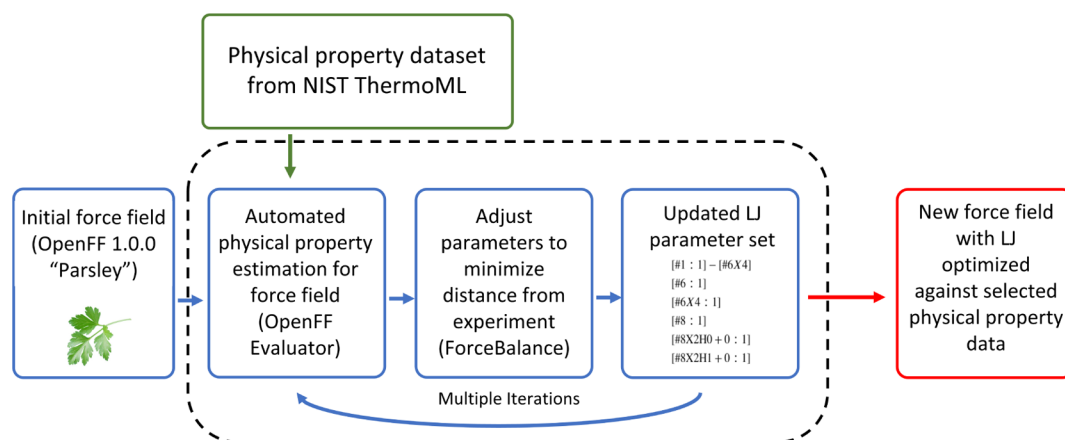 Physical property dataset
from NIST ThermoML
Initial force field
(OpenFF 1.0.0
“Parsley”)
Automated
physical property
estimation for
force field
(OpenFF
Evaluator)
Adjust
parameters to
minimize
distance from
experiment
(ForceBalance)
Updated LJ
parameter set
[#1 : 1] − [#6X4]
[#6 : 1]
[#6X4 : 1]
[#8 : 1]
[#8X2H0 + 0 : 1]
[#8X2H1 + 0 : 1]
New force field
with LJ
optimized
against selected
physical property
data
Multiple Iterations